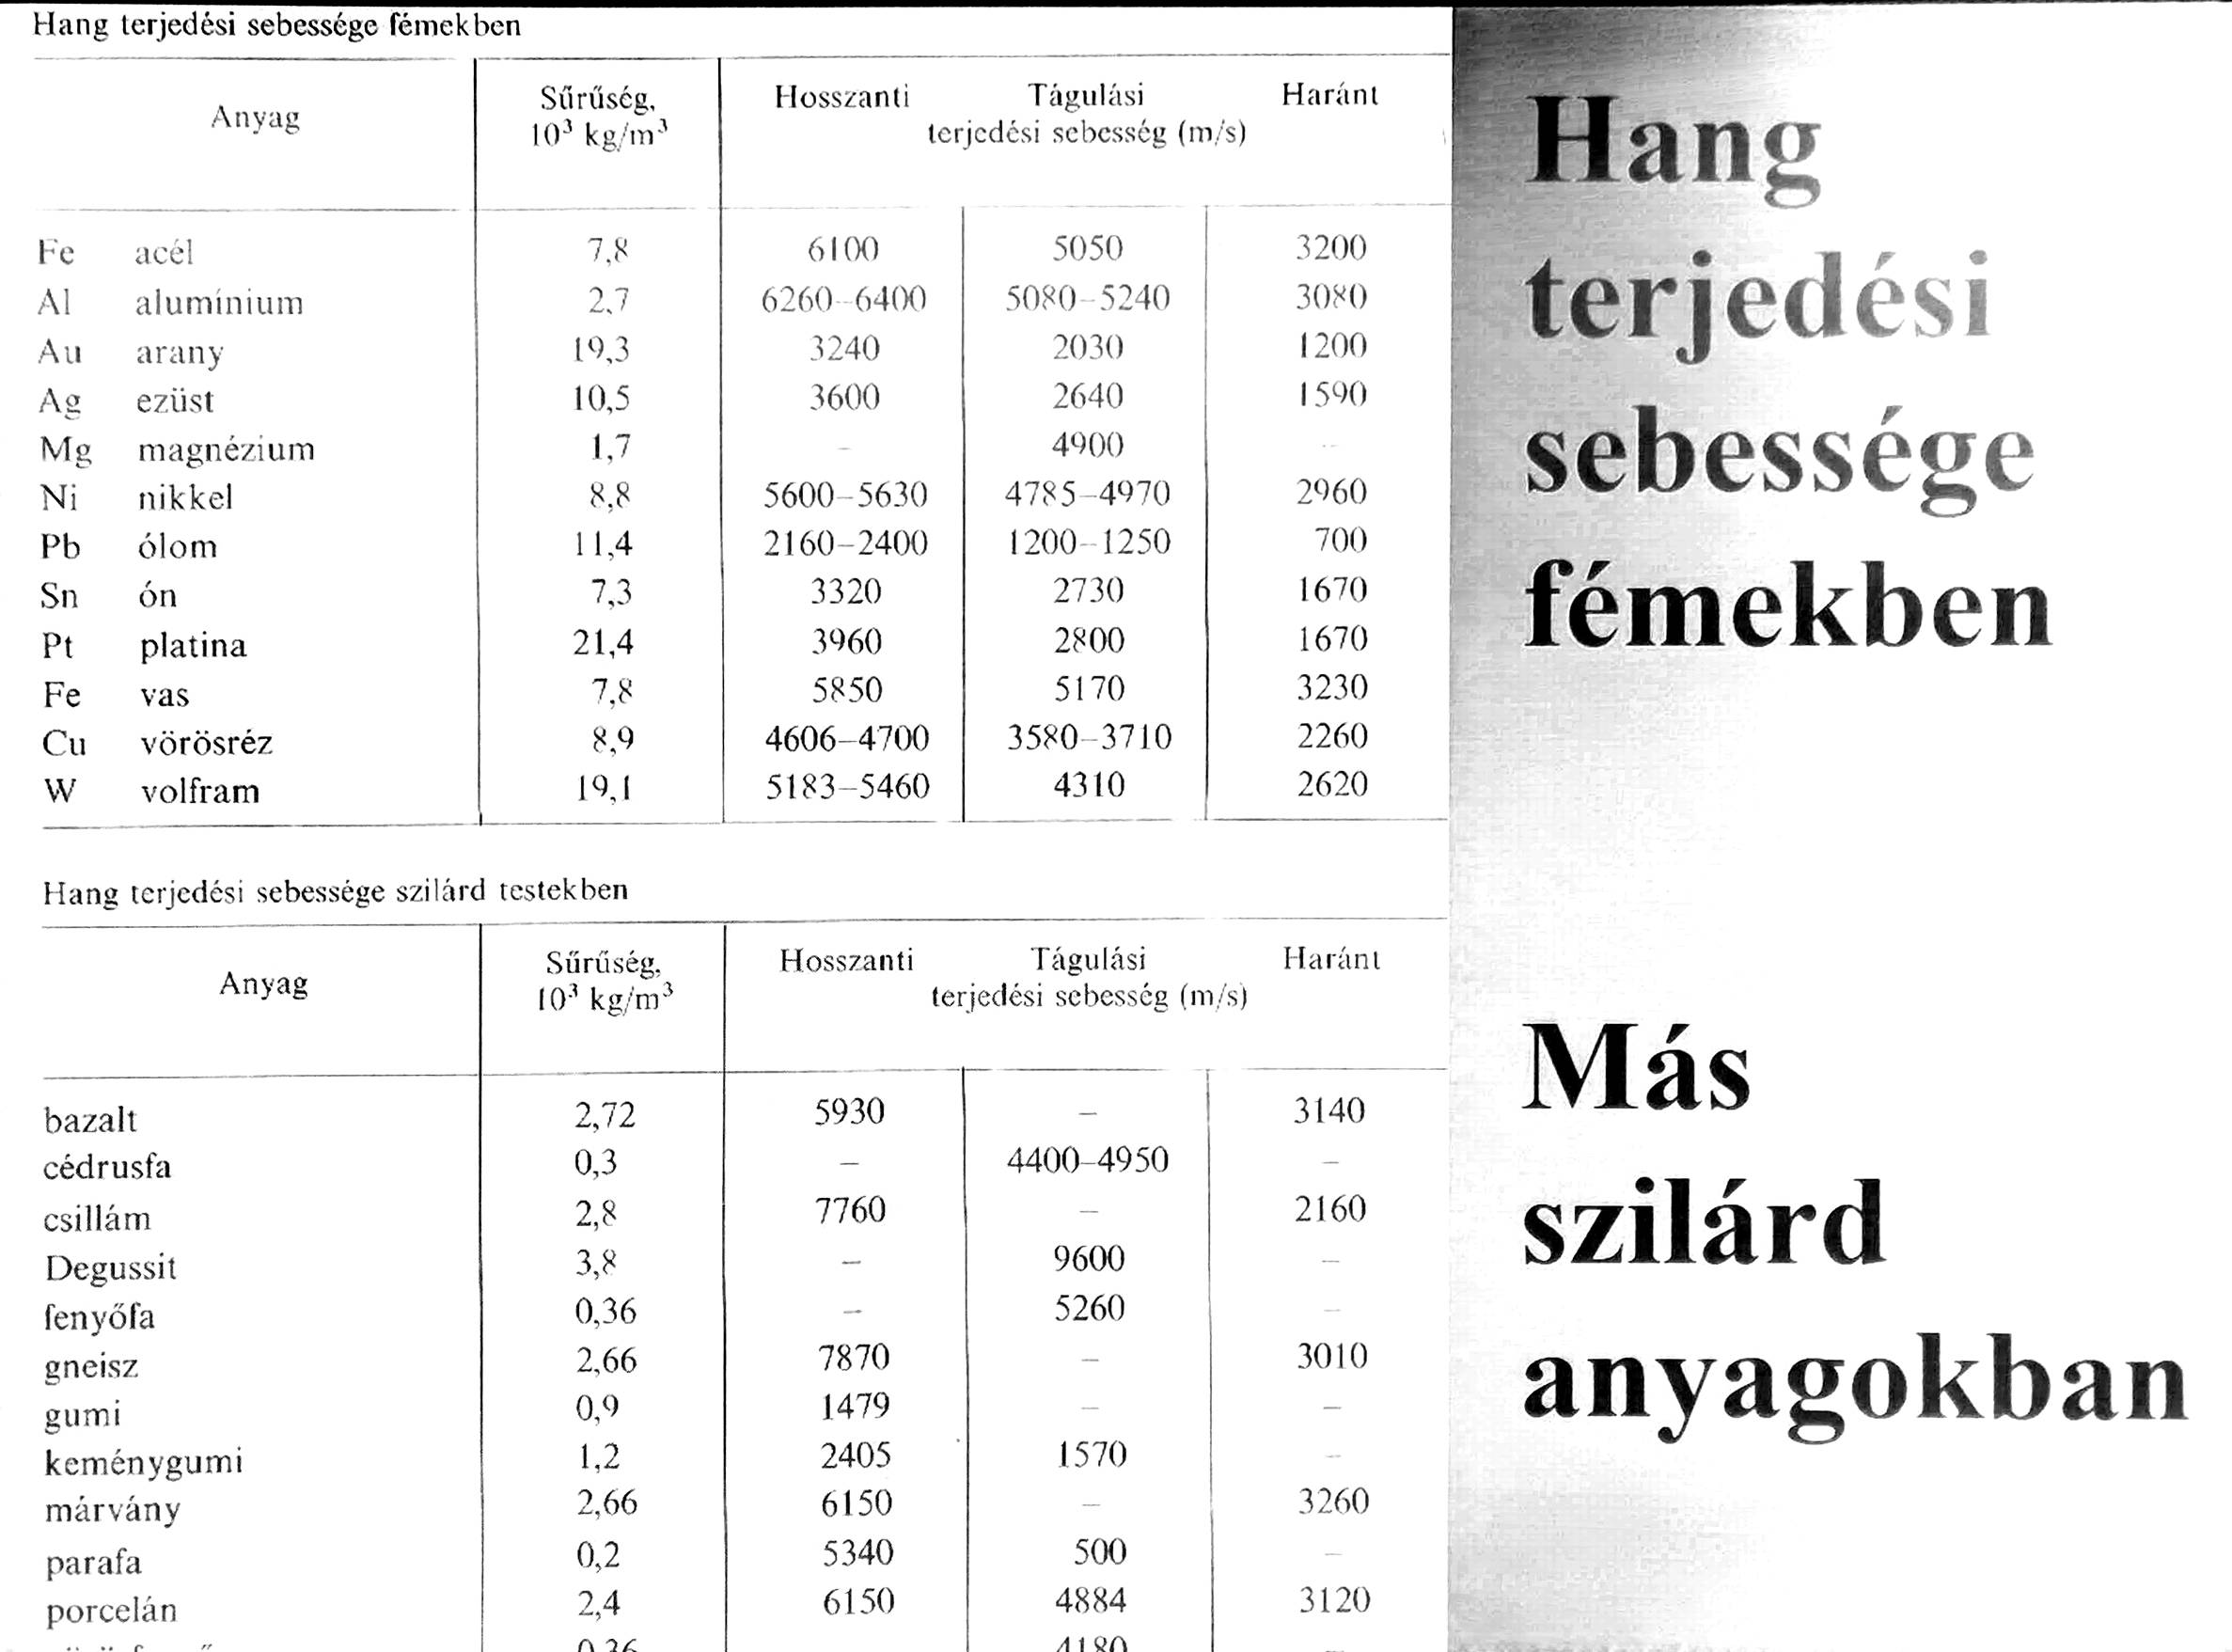 Hang terjedési sebessége fémekben
Anyag Sűrűség, 10³ kg/m³ Hosszanti Tágulási Haránt
terjedési sebesség (m/s)
Fe acél 7,8 6100 5050 3200
Al alumínium 2,7 6260–6400 5080–5240 3080
Au arany 19,3 3240 2030 1200
Ag ezüst 10,5 3600 2640 1590
Mg magnézium 1,7 – 4900 –
Ni nikkel 8,8 5600–5630 4785–4970 2960
Pb ólom 11,4 2160–2400 1200–1250 700
Sn ón 7,3 3320 2730 1670
Pt platina 21,4 3960 2800 1670
Fe vas 7,8 5850 5170 3230
Cu vörösréz 8,9 4606–4700 3580–3710 2260
W volfram 19,1 5183–5460 4310 2620
Hang terjedési sebessége szilárd testekben
Anyag Sűrűség, 10³ kg/m³ Hosszanti Tágulási Haránt
terjedési sebesség (m/s)
bazalt 2,72 5930 – 3140
cédrusfa 0,3 – 4400–4950 –
csillám 2,8 7760 – 2160
Degussit 3,8 – 9600 –
fenyőfa 0,36 – 5260 –
gneisz 2,66 7870 – 3010
gumi 0,9 1479 – –
keménygumi 1,2 2405 1570 –
márvány 2,66 6150 – 3260
parafa 0,2 5340 500 –
porcelán 2,4 6150 4884 3120
0,36 4180 –
Hang
terjedési
sebessége
fémekben
Más
szilárd
anyagokban